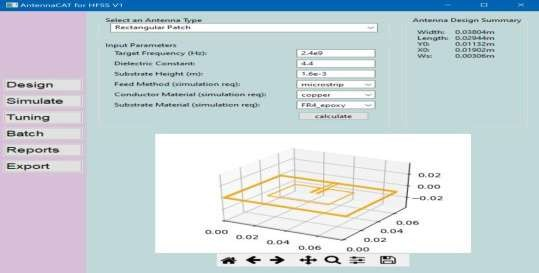 AntennaCAT for HFSS V1
Select an Antenna Type
Rectangular Patch
Input Parameters
Target Frequency (Hz): 2.4e9
Dielectric Constant: 4.4
Substrate Height (m): 1.6e-3
Feed Method (simulation req): microstrip
Conductor Material (simulation req): copper
Substrate Material (simulation req): FR4_epoxy
calculate
Antenna Design Summary
Width: 0.03804m
Length: 0.02944m
Y0: 0.01132m
X0: 0.01902m
Ws: 0.00306m
Design
Simulate
Tuning
Batch
Reports
Export
0.02
0.00
−0.02
0.06
0.04
0.02
0.00
0.00
0.02
0.04
0.06